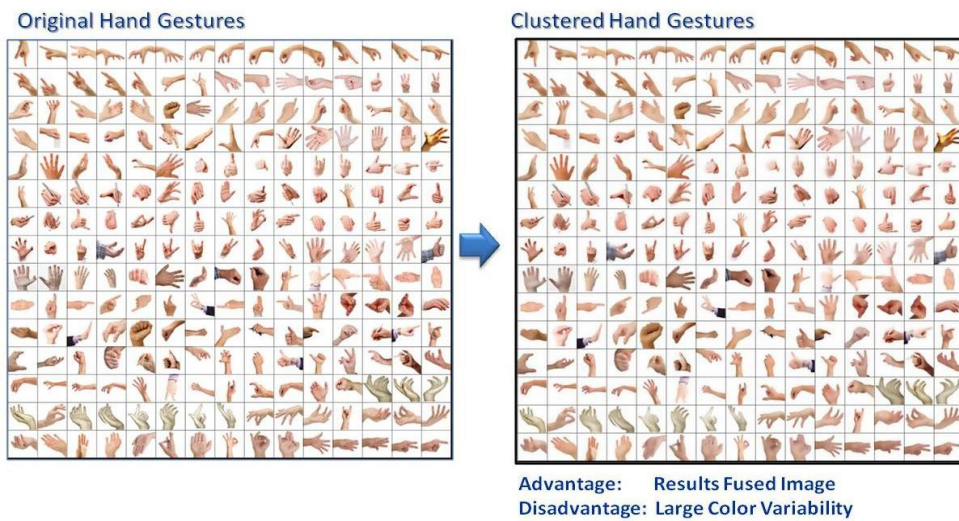 Original Hand Gestures
Clustered Hand Gestures
Advantage: Results Fused Image
Disadvantage: Large Color Variability